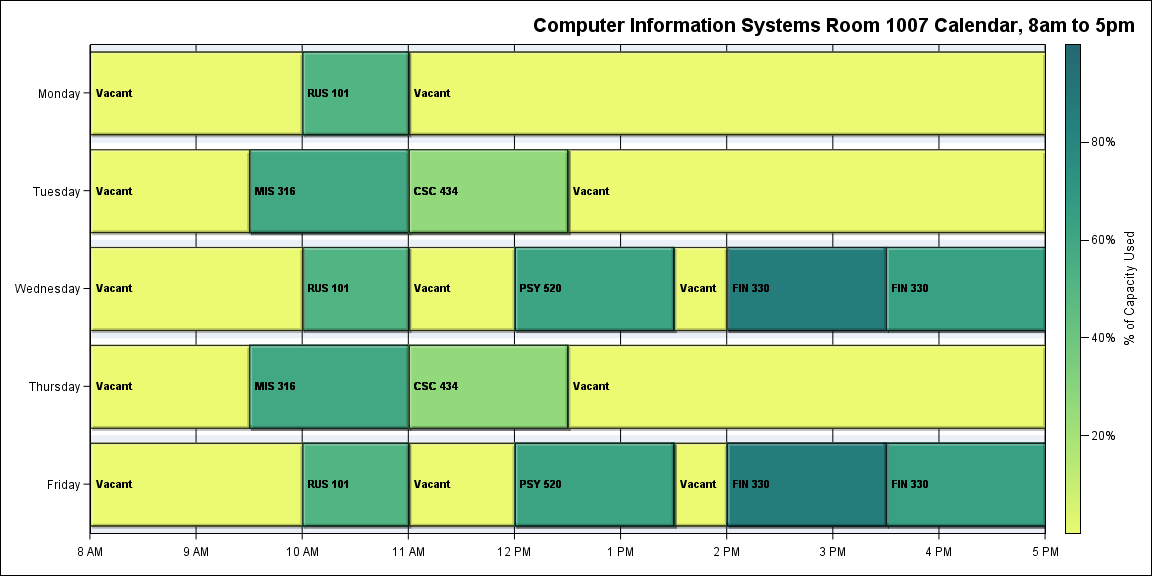 Computer Information Systems Room 1007 Calendar, 8am to 5pm
Monday Vacant RUS 101 Vacant
Tuesday Vacant MIS 316 CSC 434 Vacant
Wednesday Vacant RUS 101 Vacant PSY 520 Vacant FIN 330 FIN 330
Thursday Vacant MIS 316 CSC 434 Vacant
Friday Vacant RUS 101 Vacant PSY 520 Vacant FIN 330 FIN 330
8 AM 9 AM 10 AM 11 AM 12 PM 1 PM 2 PM 3 PM 4 PM 5 PM
80%
60%
40%
20%
% of Capacity Used